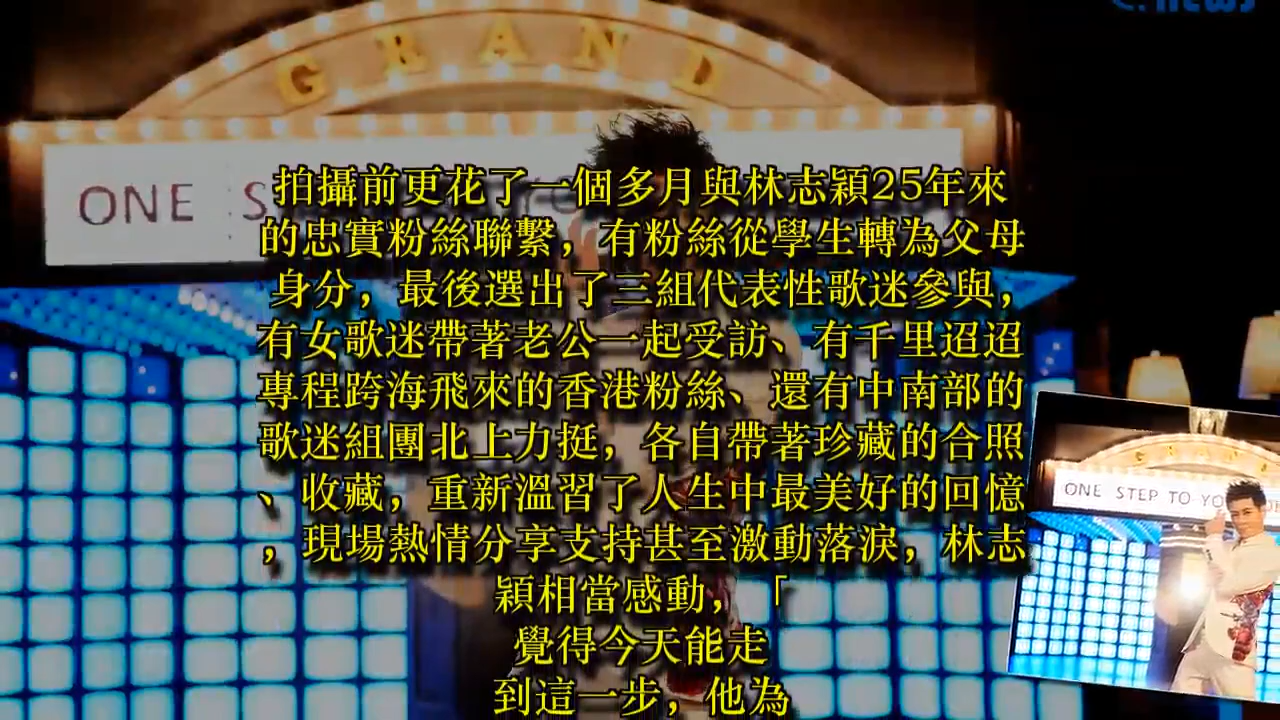 news
GRAND
ONE S
拍攝前更花了一個多月與林志穎25年來
的忠實粉絲聯繫，有粉絲從學生轉為父母
身分，最後選出了三組代表性歌迷參與，
有女歌迷帶著老公一起受訪、有千里迢迢
專程跨海飛來的香港粉絲、還有中南部的
歌迷組團北上力挺，各自帶著珍藏的合照
、收藏，重新溫習了人生中最美好的回憶
，現場熱情分享支持甚至激動落淚，林志
穎相當感動，「
覺得今天能走
到這一步，他為
GRAN
ONE STEP TO YO